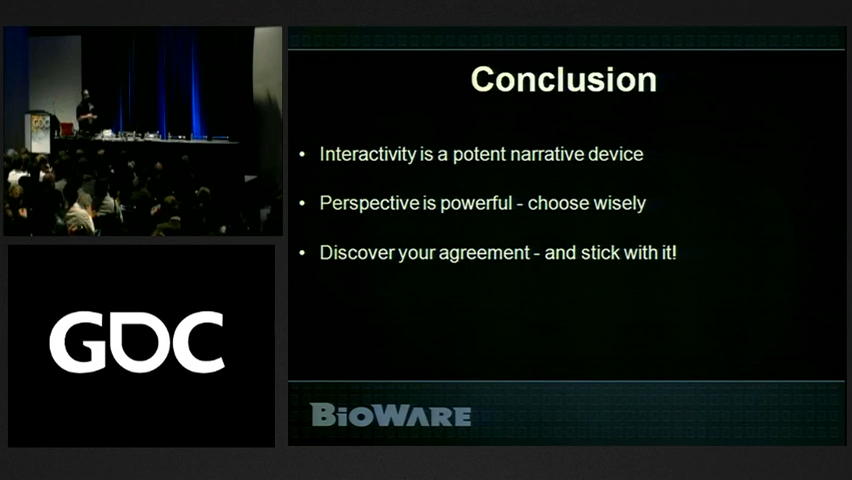 GDC
Conclusion
• Interactivity is a potent narrative device
• Perspective is powerful - choose wisely
• Discover your agreement - and stick with it!
GDC
BIOWARE